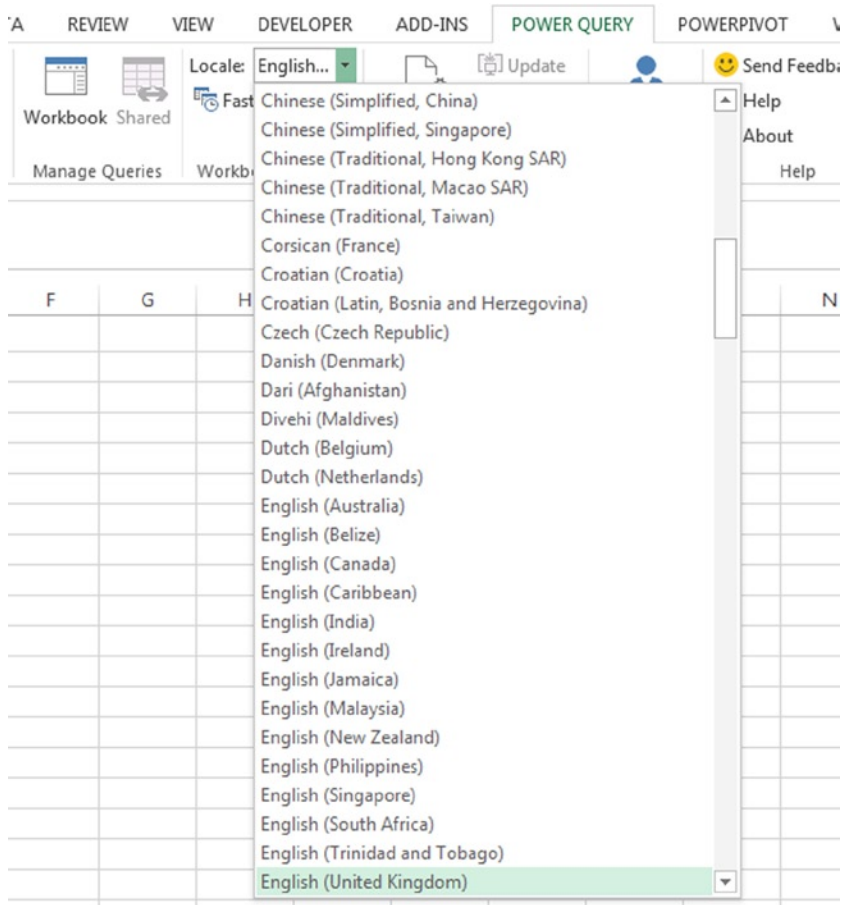 TA REVIEW VIEW DEVELOPER ADD-INS POWER QUERY POWERPIVOT
Locale: English... Update Send Feedba
Workbook Shared Fast Help
About
Manage Queries Workb Help
Chinese (Simplified, China)
Chinese (Simplified, Singapore)
Chinese (Traditional, Hong Kong SAR)
Chinese (Traditional, Macao SAR)
Chinese (Traditional, Taiwan)
Corsican (France)
Croatian (Croatia)
F G H N
Croatian (Latin, Bosnia and Herzegovina)
Czech (Czech Republic)
Danish (Denmark)
Dari (Afghanistan)
Divehi (Maldives)
Dutch (Belgium)
Dutch (Netherlands)
English (Australia)
English (Belize)
English (Canada)
English (Caribbean)
English (India)
English (Ireland)
English (Jamaica)
English (Malaysia)
English (New Zealand)
English (Philippines)
English (Singapore)
English (South Africa)
English (Trinidad and Tobago)
English (United Kingdom)